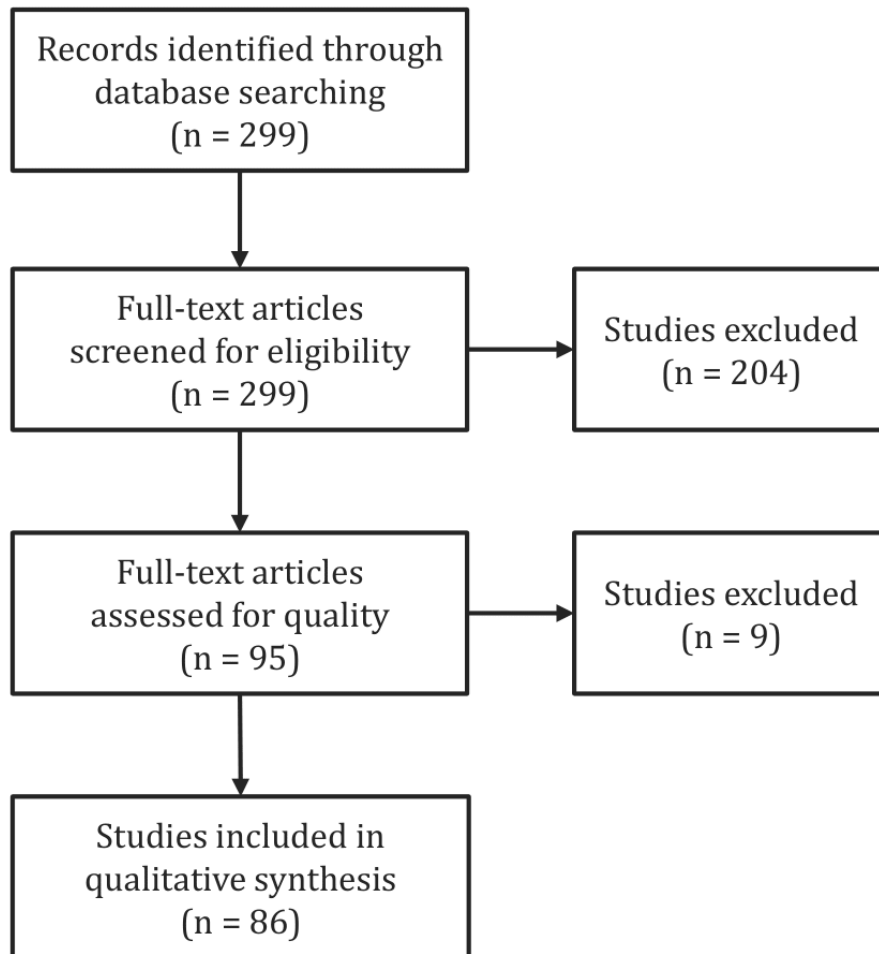 Records identified through
database searching
(n = 299)
Full-text articles
screened for eligibility
(n = 299)
Studies excluded
(n = 204)
Full-text articles
assessed for quality
(n = 95)
Studies excluded
(n = 9)
Studies included in
qualitative synthesis
(n = 86)